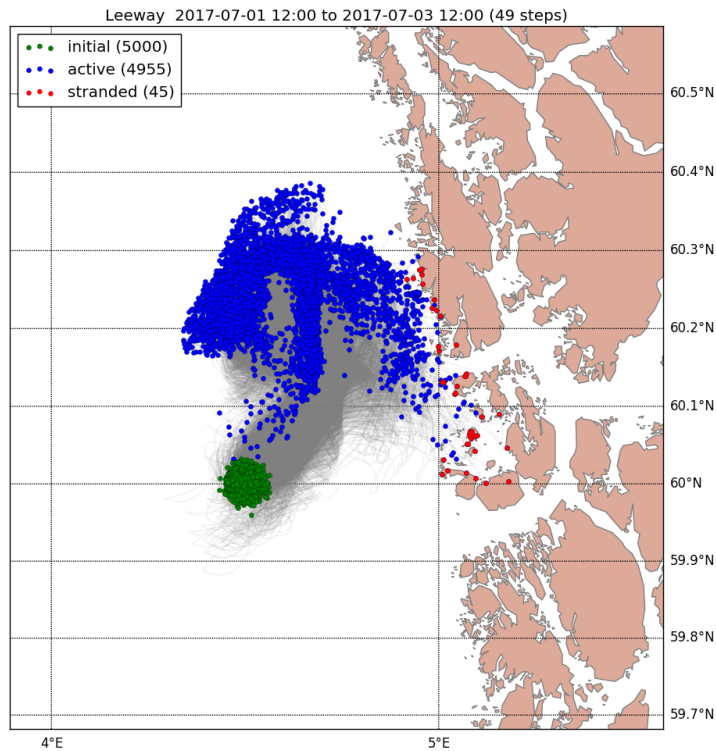 Leeway  2017-07-01 12:00 to 2017-07-03 12:00 (49 steps)
initial (5000)
active (4955)
stranded (45)
60.5°N
60.4°N
60.3°N
60.2°N
60.1°N
60°N
59.9°N
59.8°N
59.7°N
4°E
5°E